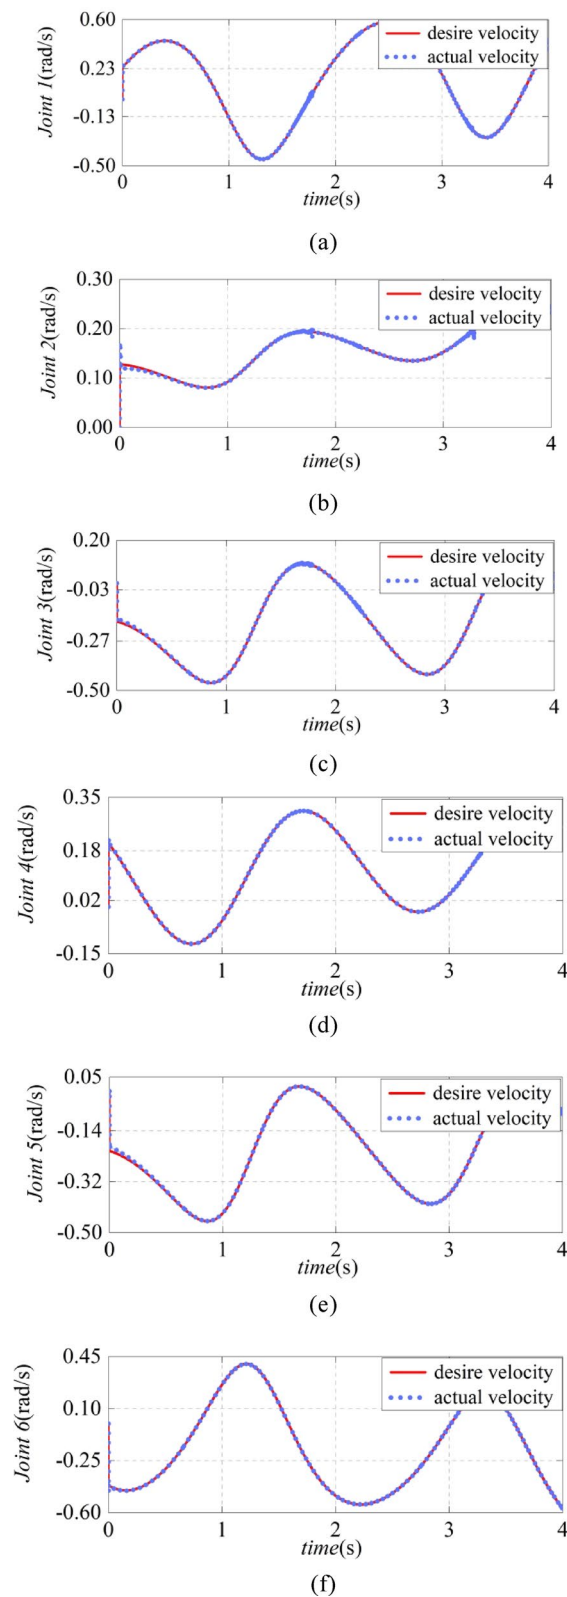 Joint 1(rad/s)
0.60
0.23
-0.13
-0.50
desire velocity
actual velocity
0 1 2 3 4
time(s)
(a)
Joint 2(rad/s)
0.30
0.20
0.10
0.00
desire velocity
actual velocity
0 1 2 3 4
time(s)
(b)
Joint 3(rad/s)
0.20
-0.03
-0.27
-0.50
desire velocity
actual velocity
0 1 2 3 4
time(s)
(c)
Joint 4(rad/s)
0.35
0.18
0.02
-0.15
desire velocity
actual velocity
0 1 2 3 4
time(s)
(d)
Joint 5(rad/s)
0.05
-0.14
-0.32
-0.50
desire velocity
actual velocity
0 1 2 3 4
time(s)
(e)
Joint 6(rad/s)
0.45
0.10
-0.25
-0.60
desire velocity
actual velocity
0 1 2 3 4
time(s)
(f)